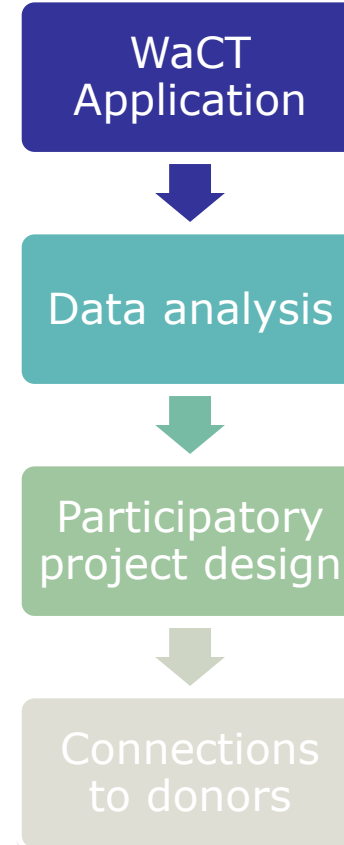 WaCT
Application
Data analysis
Participatory
project design
Connections
to donors